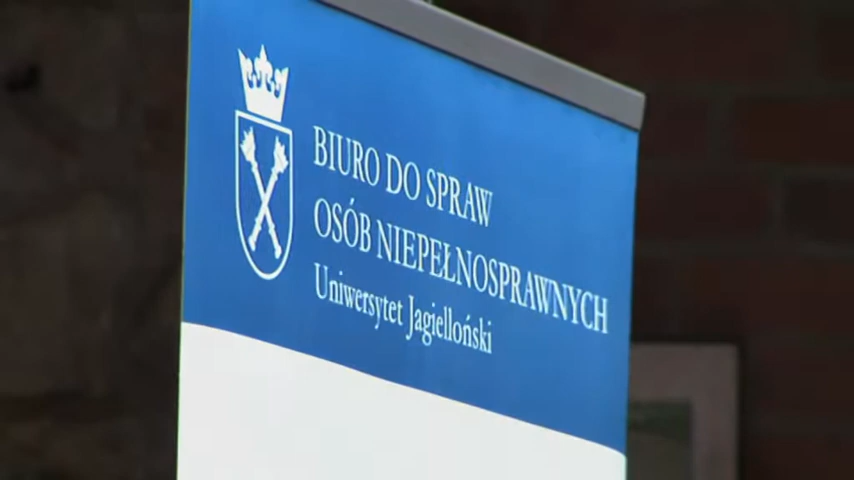 BIURO DO SPRAW
OSÓB NIEPEŁNOSPRAWNYCH
Uniwersytet Jagielloński